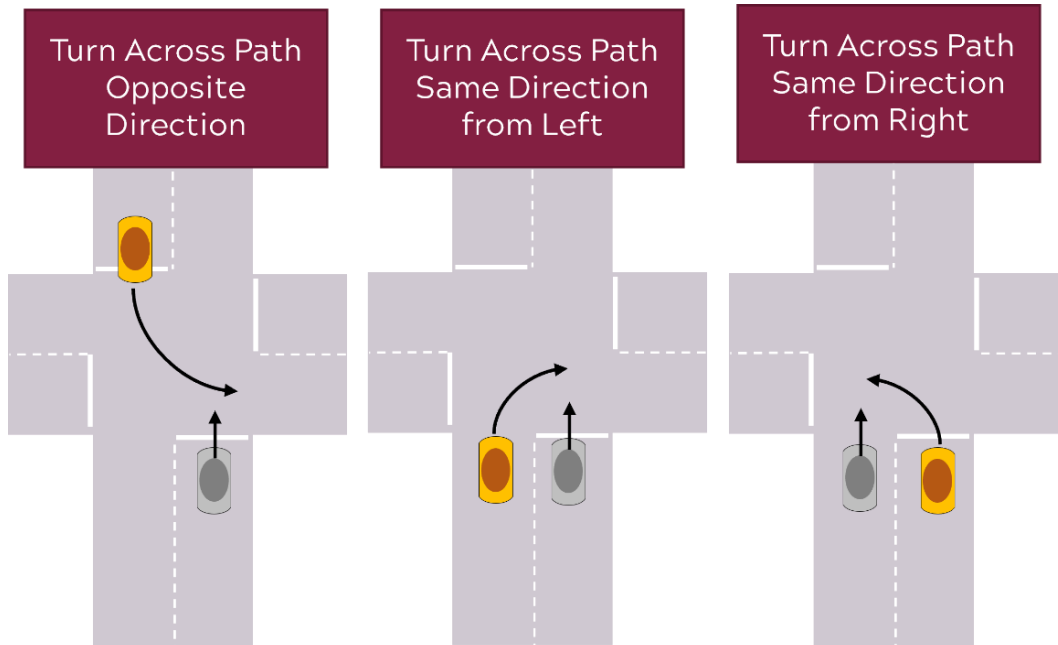 Turn Across Path
Opposite
Direction
Turn Across Path
Same Direction
from Left
Turn Across Path
Same Direction
from Right